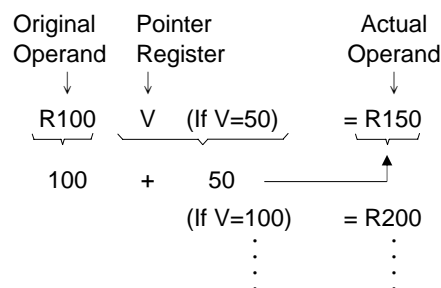 Original Pointer Actual
Operand Register Operand
R100 V (If V=50) = R150
100 + 50
(If V=100) = R200